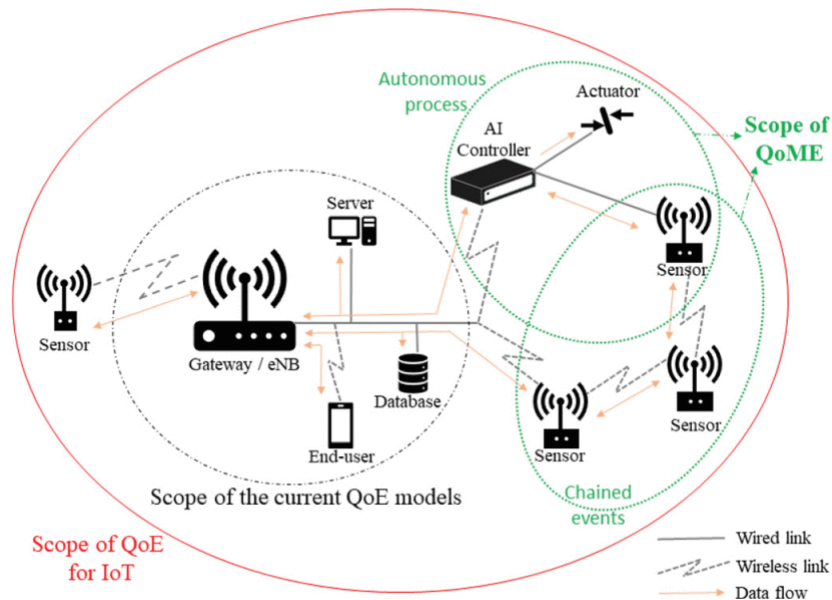 Autonomous
process
Actuator
AI
Controller
Scope of
QoME
Server
Sensor
Sensor
Gateway / eNB
Database
Sensor
End-user
Sensor
Scope of the current QoE models
Chained
events
Scope of QoE
for IoT
Wired link
Wireless link
Data flow